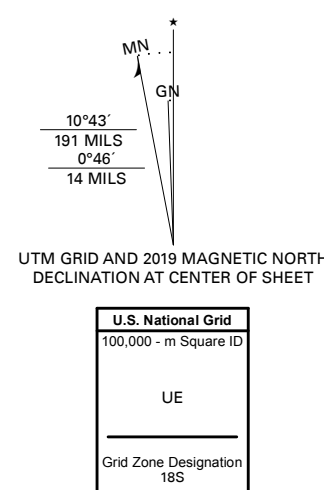 ★
MN
GN
10°43´
191 MILS
0°46´
14 MILS
UTM GRID AND 2019 MAGNETIC NORTH
DECLINATION AT CENTER OF SHEET
U.S. National Grid
100,000 - m Square ID
UE
Grid Zone Designation
18S